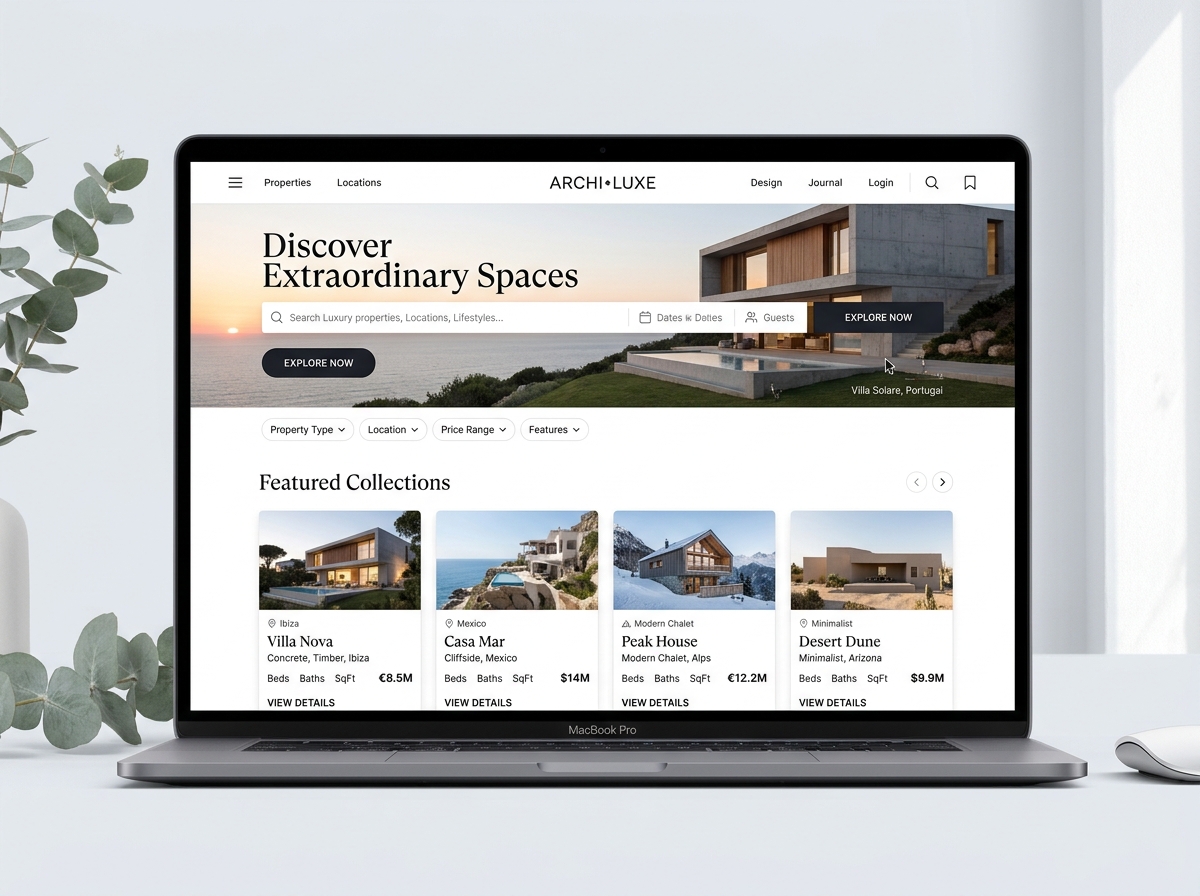 Properties Locations ARCHI•LUXE Design Journal Login
Discover
Extraordinary Spaces
Search Luxury properties, Locations, Lifestyles... Dates Guests EXPLORE NOW
EXPLORE NOW
Villa Solare, Portugal
Property Type Location Price Range Features
Featured Collections
Ibiza
Villa Nova
Concrete, Timber, Ibiza
Beds Baths SqFt €8.5M
VIEW DETAILS
Mexico
Casa Mar
Cliffside, Mexico
Beds Baths SqFt $14M
VIEW DETAILS
Modern Chalet
Peak House
Modern Chalet, Alps
Beds Baths SqFt €12.2M
VIEW DETAILS
Minimalist
Desert Dune
Minimalist, Arizona
Beds Baths SqFt $9.9M
VIEW DETAILS
MacBook Pro